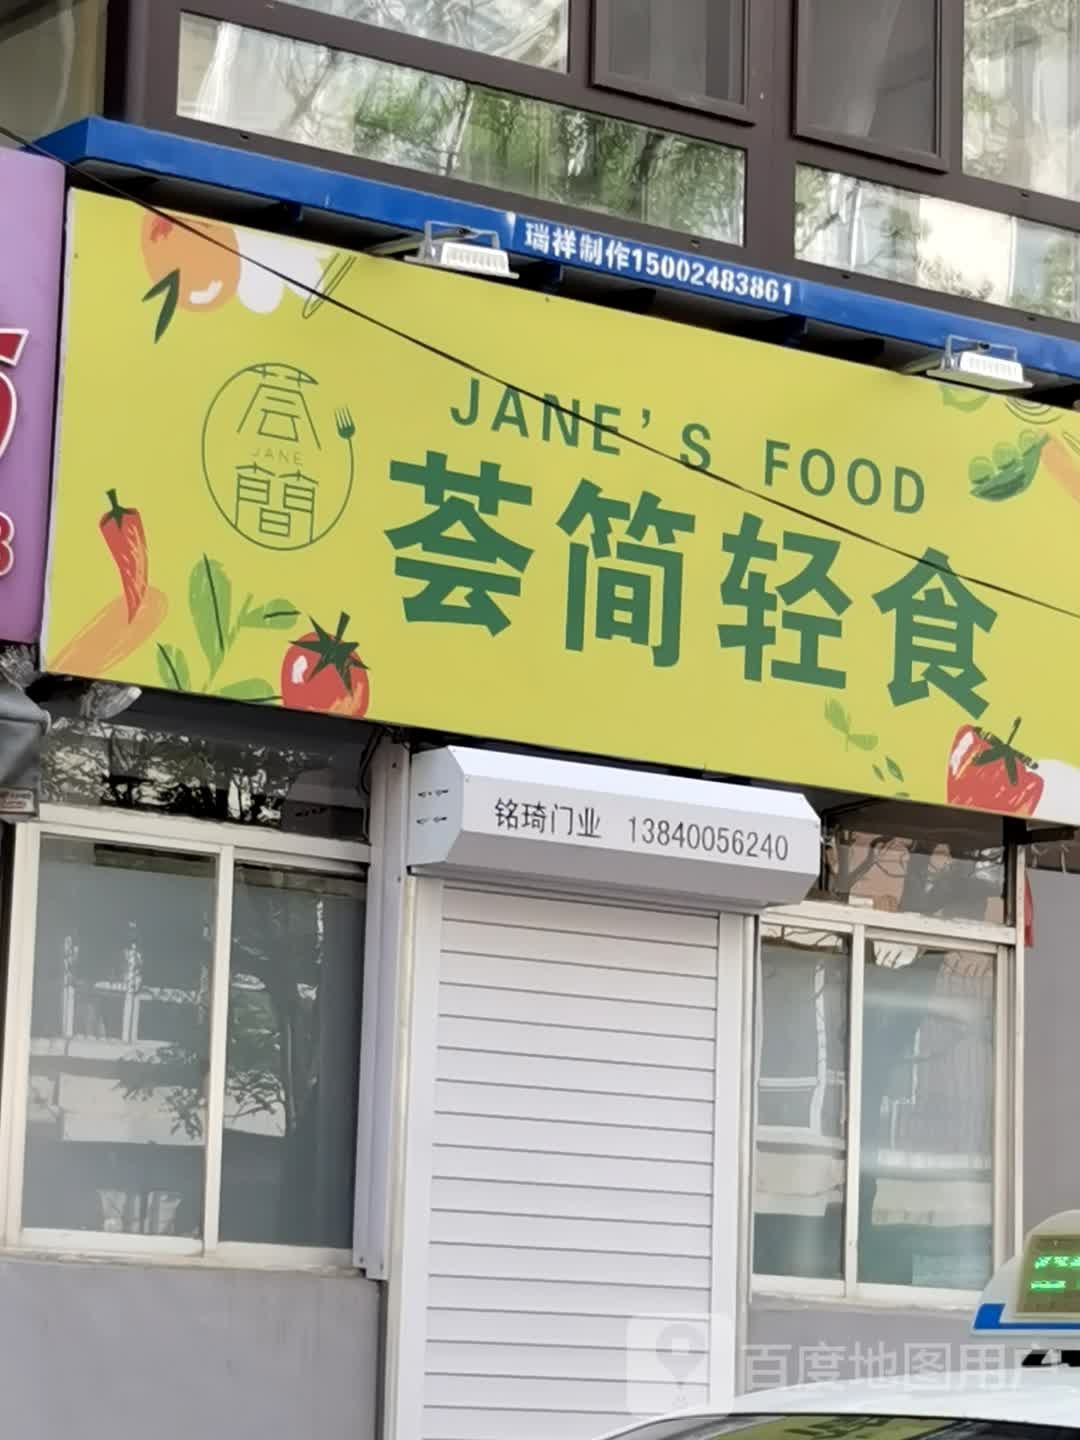 瑞祥制作15002483861
JANE'S FOOD
荟
JANE
簡
荟简轻食
铭琦门业 13840056240
百度地图用户